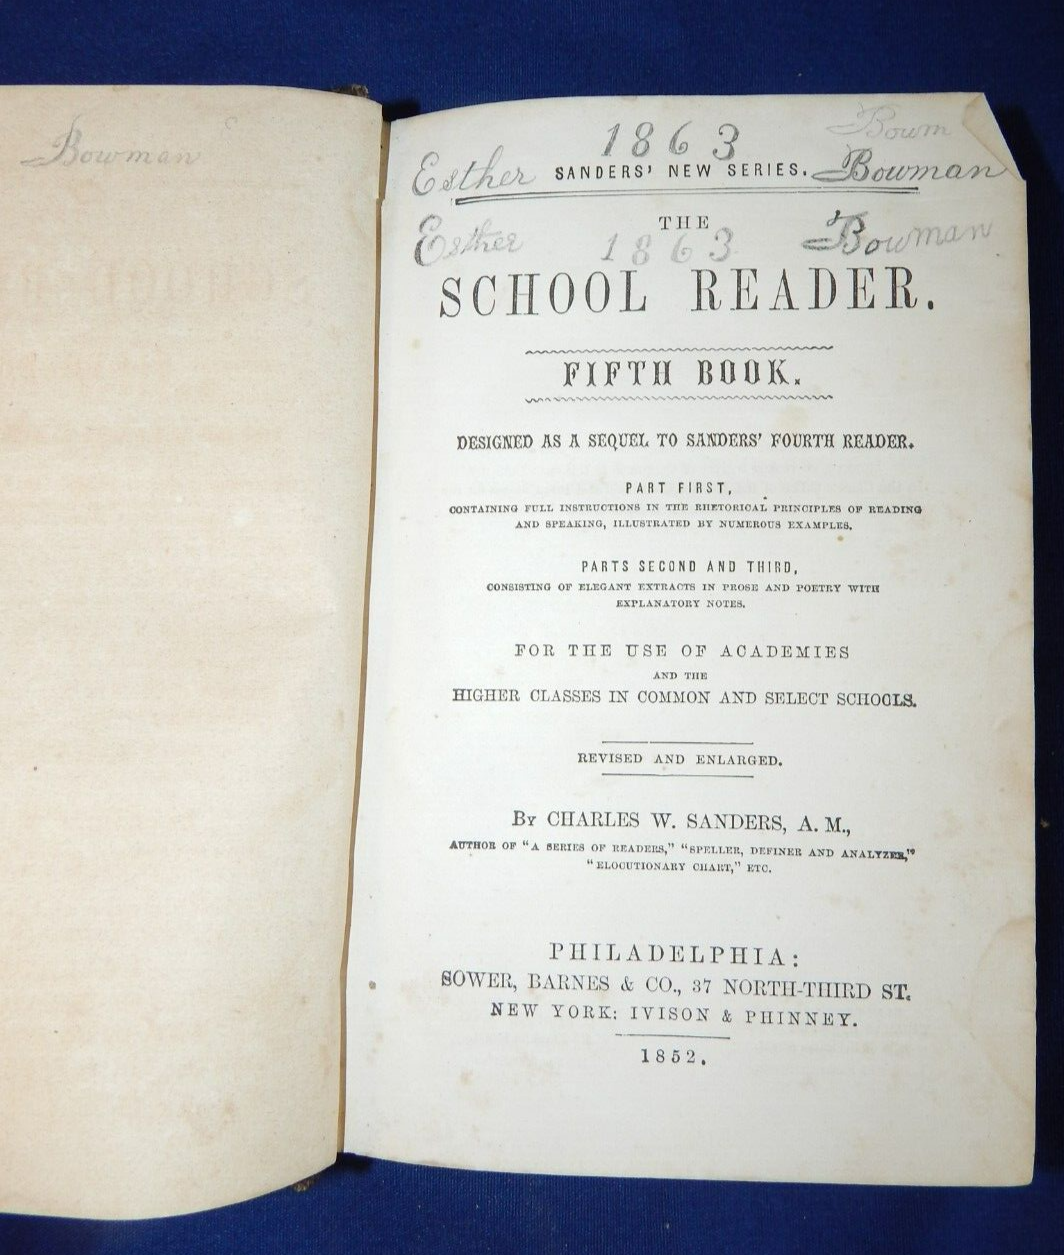 Bowman
Bowm
1863
Esther SANDERS' NEW SERIES. Bowman
THE
Esther 1863 Bowman
SCHOOL READER.
FIFTH BOOK.
DESIGNED AS A SEQUEL TO SANDERS' FOURTH READER.
PART FIRST,
CONTAINING FULL INSTRUCTIONS IN THE RHETORICAL PRINCIPLES OF READING
AND SPEAKING, ILLUSTRATED BY NUMEROUS EXAMPLES.
PARTS SECOND AND THIRD,
CONSISTING OF ELEGANT EXTRACTS IN PROSE AND POETRY WITH
EXPLANATORY NOTES.
FOR THE USE OF ACADEMIES
AND THE
HIGHER CLASSES IN COMMON AND SELECT SCHOOLS.
REVISED AND ENLARGED.
By CHARLES W. SANDERS, A. M.,
AUTHOR OF "A SERIES OF READERS," "SPELLER, DEFINER AND ANALYZER,"
"ELOCUTIONARY CHART," ETC.
PHILADELPHIA:
SOWER, BARNES & CO., 37 NORTH-THIRD ST.
NEW YORK: IVISON & PHINNEY.
1852.